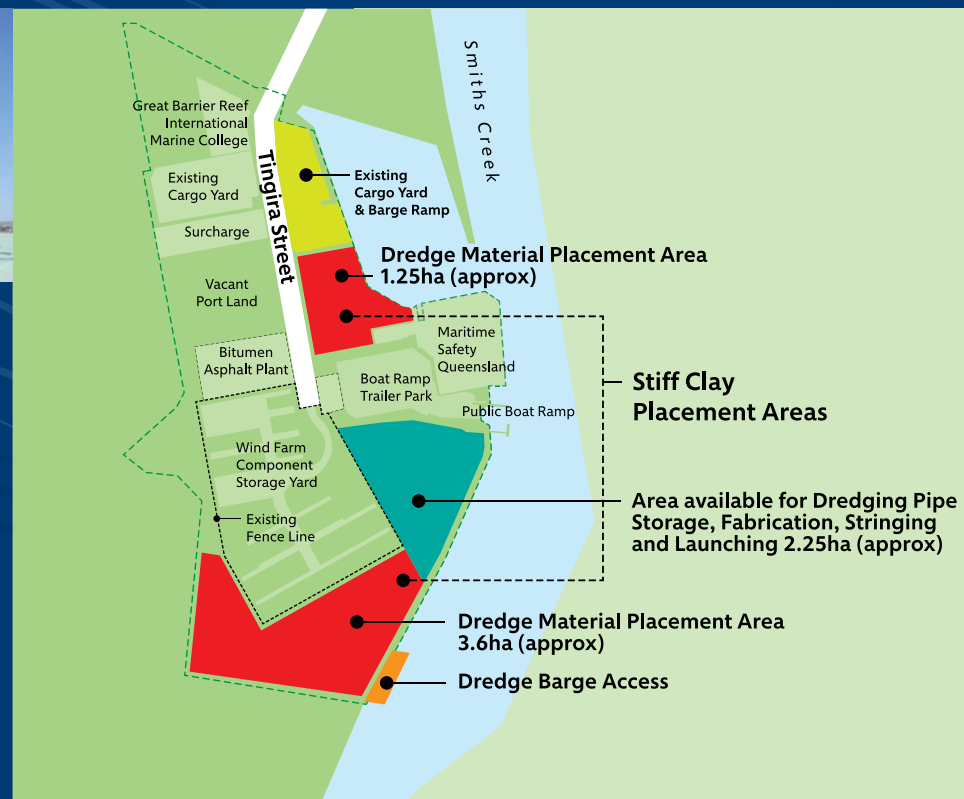 Smiths Creek
Great Barrier Reef
International
Marine College
Tingira Street
Existing
Cargo Yard
Existing
Cargo Yard
& Barge Ramp
Surcharge
Dredge Material Placement Area
1.25ha (approx)
Vacant
Port Land
Maritime
Safety
Queensland
Bitumen
Asphalt Plant
Boat Ramp
Trailer Park
Stiff Clay
Placement Areas
Public Boat Ramp
Wind Farm
Component
Storage Yard
Area available for Dredging Pipe
Storage, Fabrication, Stringing
and Launching 2.25ha (approx)
Existing
Fence Line
Dredge Material Placement Area
3.6ha (approx)
Dredge Barge Access